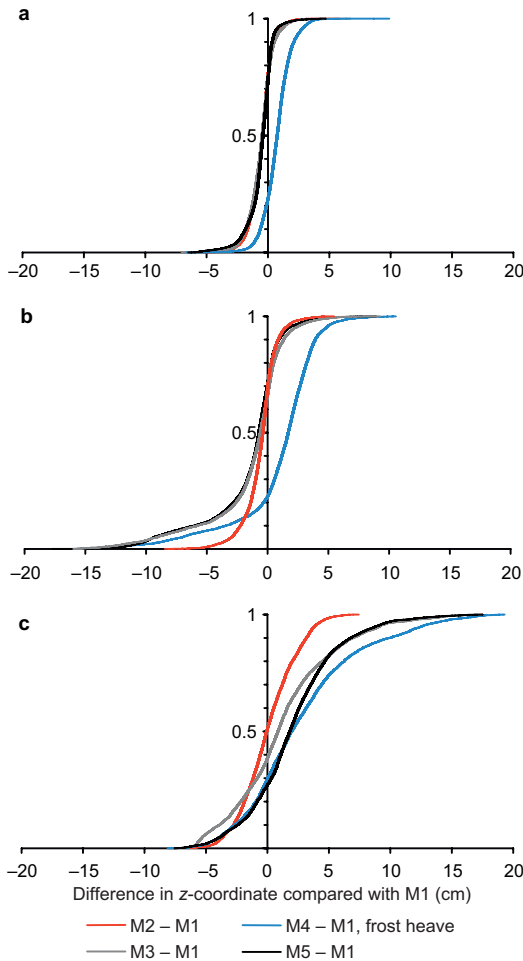 a
1
0.5
–20 –15 –10 –5 0 5 10 15 20
b
1
0.5
–20 –15 –10 –5 0 5 10 15 20
c
1
0.5
–20 –15 –10 –5 0 5 10 15 20
Difference in z-coordinate compared with M1 (cm)
M2 – M1 M4 – M1, frost heave
M3 – M1 M5 – M1